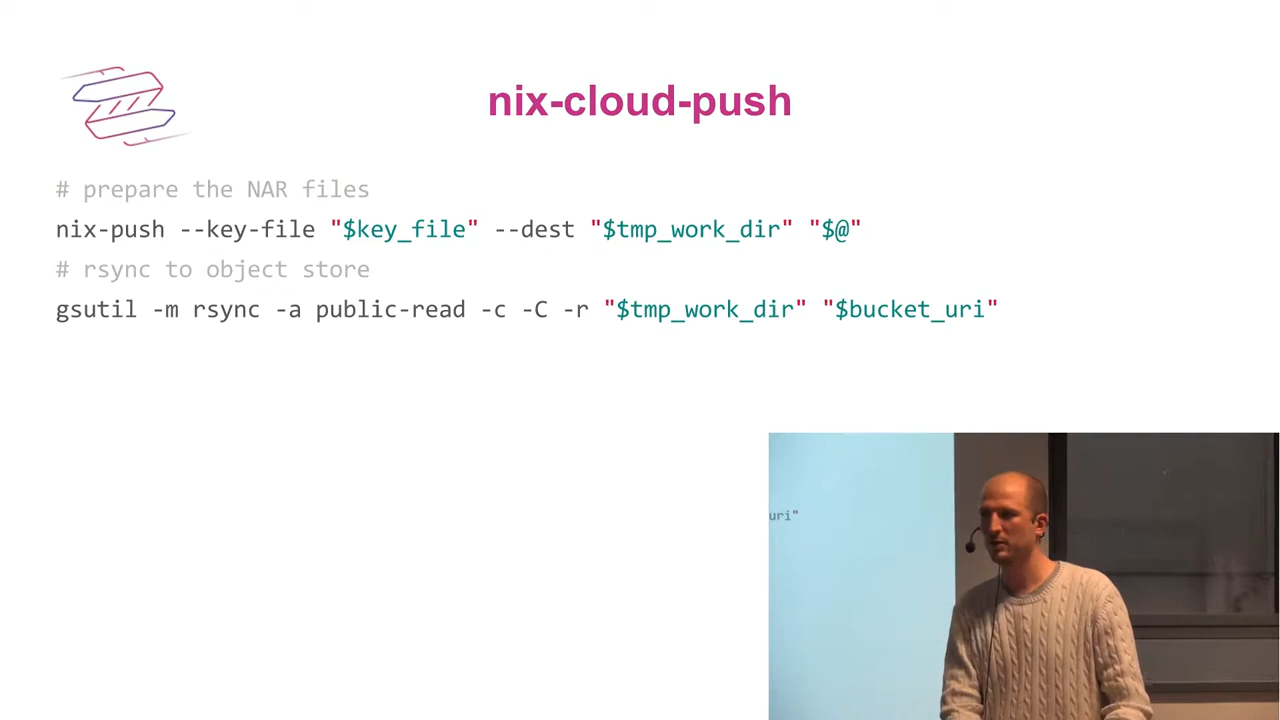 nix-cloud-push
# prepare the NAR files
nix-push --key-file "$key_file" --dest "$tmp_work_dir" "$@"
# rsync to object store
gsutil -m rsync -a public-read -c -C -r "$tmp_work_dir" "$bucket_uri"
uri"